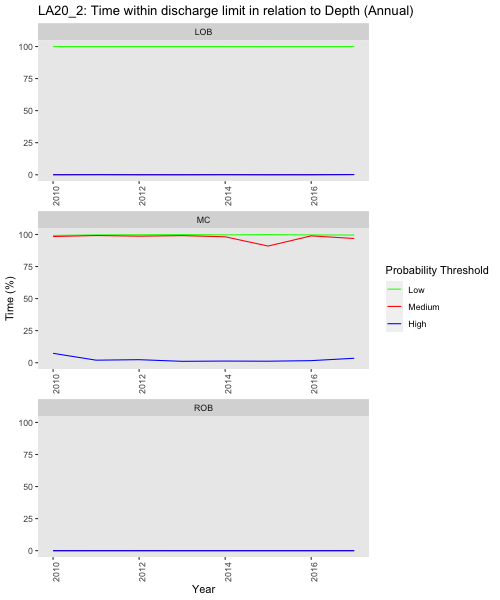 LA20_2: Time within discharge limit in relation to Depth (Annual)
LOB
100
75
50
25
0
2010
2012
2014
2016
MC
100
75
50
25
0
2010
2012
2014
2016
Time (%)
Probability Threshold
Low
Medium
High
ROB
100
75
50
25
0
2010
2012
2014
2016
Year